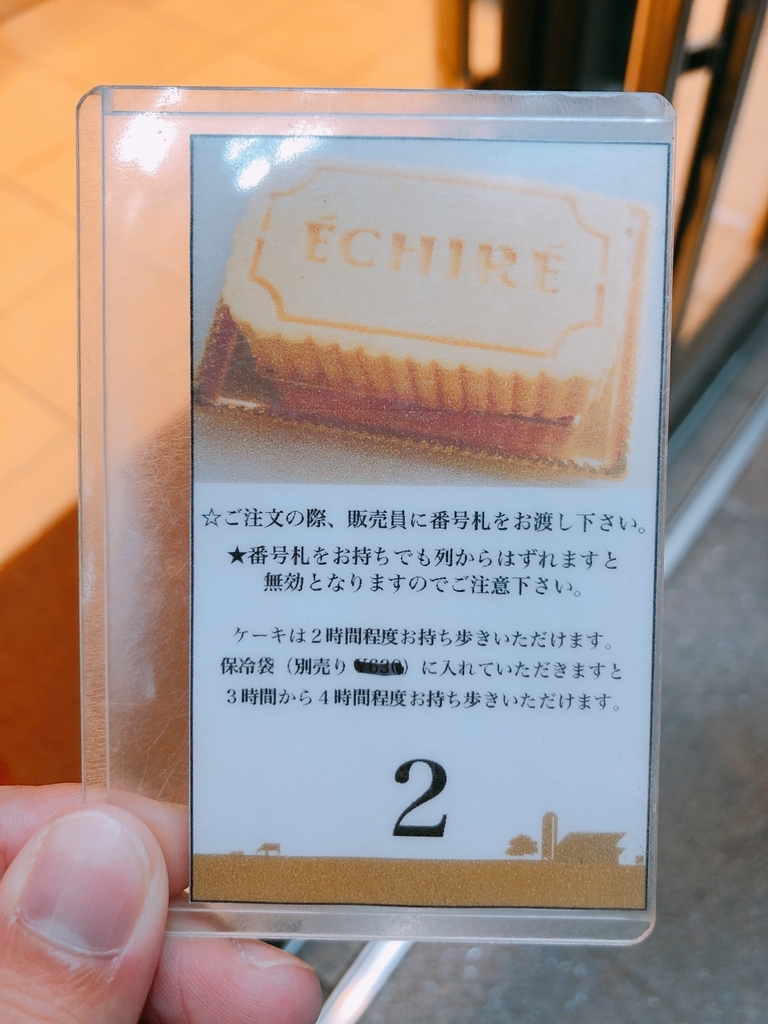 ÉCHIRÉ
☆ご注文の際、販売員に番号札をお渡し下さい。
★番号札をお持ちでも列からはずれますと
無効となりますのでご注意下さい。
ケーキは２時間程度お持ち歩きいただけます。
保冷袋（別売り ）に入れていただきますと
３時間から４時間程度お持ち歩きいただけます。
2